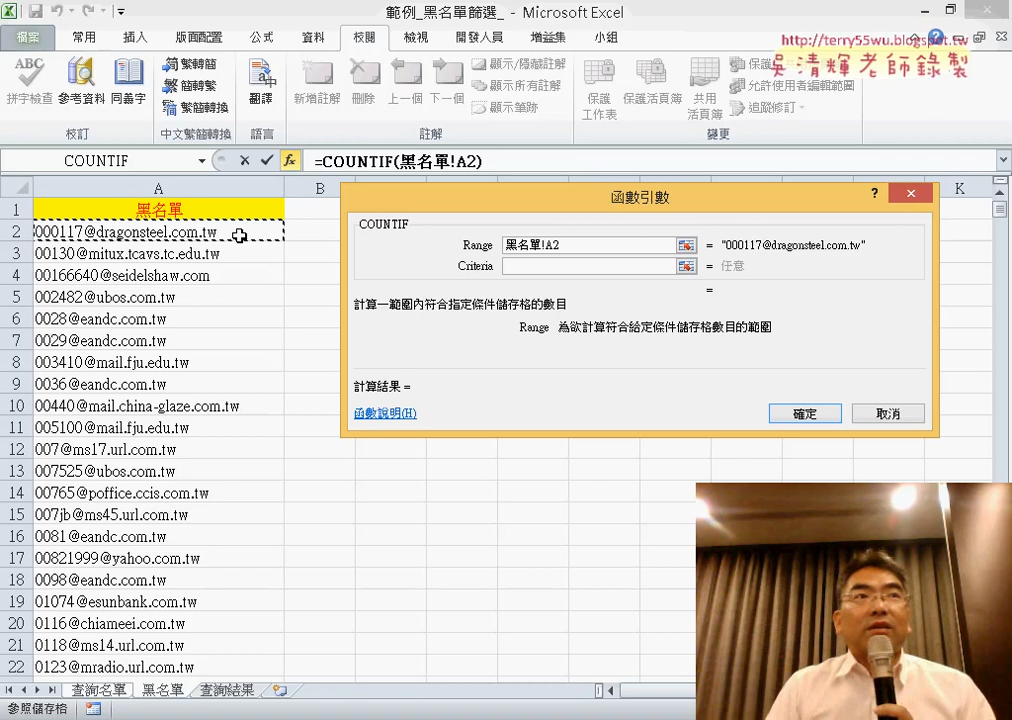 範例_黑名單篩選_ - Microsoft Excel
檔案 常用 插入 版面配置 公式 資料 校閱 檢視 開發人員 增益集 小組
http://terry55wu.blogspot.tw
吳清輝老師錄製
ABC
拼字檢查 參考資料 同義字
繁轉簡
簡轉繁
繁簡轉換
翻譯
新增註解 刪除 上一個 下一個
顯示/隱藏註解
顯示所有註解
顯示筆跡
保護
工作表
保護活頁簿
共用
活頁簿
允許使用者編輯範圍
追蹤修訂
校訂 中文繁簡轉換 語言 註解 變更
COUNTIF
fx
=COUNTIF(黑名單!A2)
A B K
1 黑名單
2 000117@dragonsteel.com.tw
3 00130@mitux.tcavs.tc.edu.tw
4 00166640@seidelshaw.com
5 002482@ubos.com.tw
6 0028@eandc.com.tw
7 0029@eandc.com.tw
8 003410@mail.fju.edu.tw
9 0036@eandc.com.tw
10 00440@mail.china-glaze.com.tw
11 005100@mail.fju.edu.tw
12 007@ms17.url.com.tw
13 007525@ubos.com.tw
14 00765@poffice.ccis.com.tw
15 007jb@ms45.url.com.tw
16 0081@eandc.com.tw
17 00821999@yahoo.com.tw
18 0098@eandc.com.tw
19 01074@esunbank.com.tw
20 0116@chiameei.com.tw
21 0118@ms14.url.com.tw
22 0123@mradio.url.com.tw
函數引數
?
COUNTIF
Range 黑名單!A2 = "000117@dragonsteel.com.tw"
Criteria = 任意
=
計算一範圍內符合指定條件儲存格的數目
Range 為欲計算符合給定條件儲存格數目的範圍
計算結果 =
函數說明(H)
確定 取消
查詢名單 黑名單 查詢結果
參照儲存格